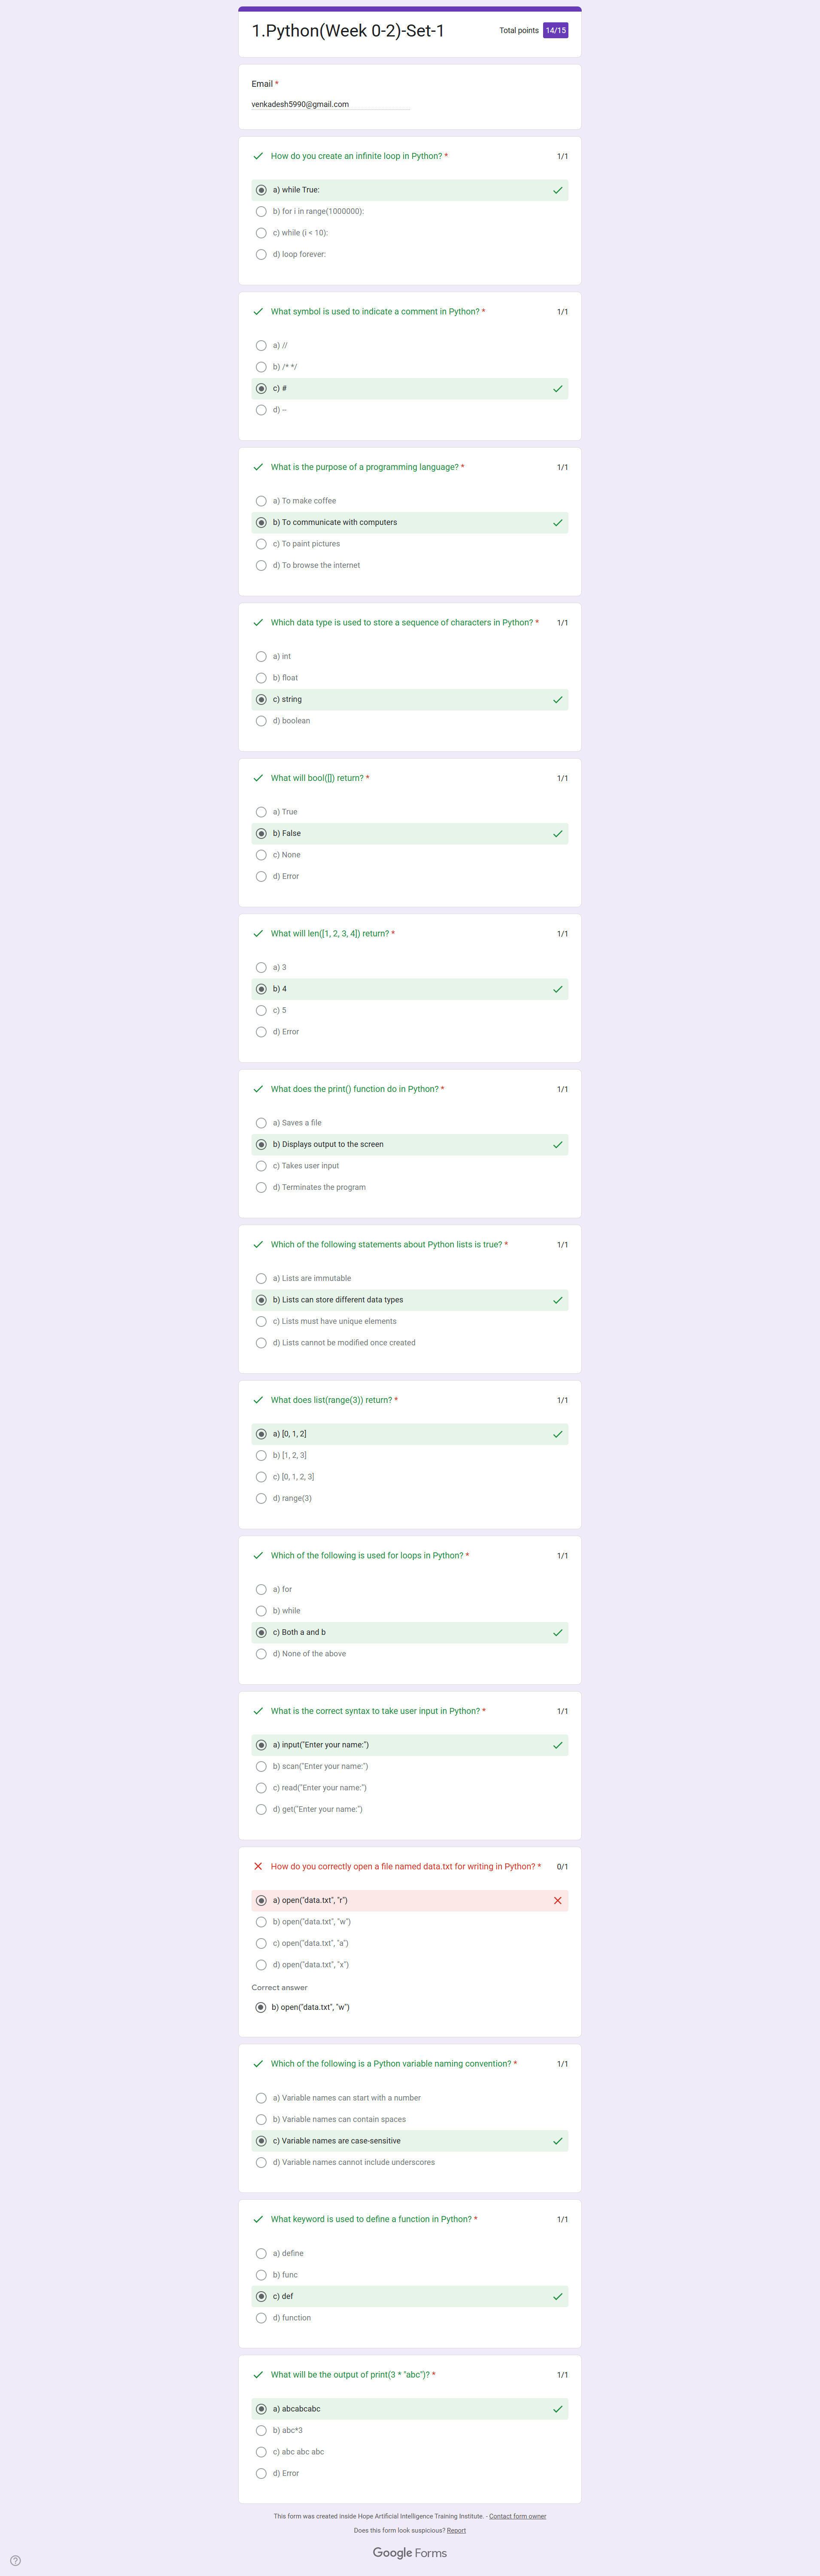 1.Python(Week 0-2)-Set-1
Total points 14/15
Email *
venkadesh5990@gmail.com
How do you create an infinite loop in Python? * 1/1
a) while True:
b) for i in range(1000000):
c) while (i < 10):
d) loop forever:
What symbol is used to indicate a comment in Python? * 1/1
a) //
b) /* */
c) #
d) --
What is the purpose of a programming language? * 1/1
a) To make coffee
b) To communicate with computers
c) To paint pictures
d) To browse the internet
Which data type is used to store a sequence of characters in Python? * 1/1
a) int
b) float
c) string
d) boolean
What will bool([]) return? * 1/1
a) True
b) False
c) None
d) Error
What will len([1, 2, 3, 4]) return? * 1/1
a) 3
b) 4
c) 5
d) Error
What does the print() function do in Python? * 1/1
a) Saves a file
b) Displays output to the screen
c) Takes user input
d) Terminates the program
Which of the following statements about Python lists is true? * 1/1
a) Lists are immutable
b) Lists can store different data types
c) Lists must have unique elements
d) Lists cannot be modified once created
What does list(range(3)) return? * 1/1
a) [0, 1, 2]
b) [1, 2, 3]
c) [0, 1, 2, 3]
d) range(3)
Which of the following is used for loops in Python? * 1/1
a) for
b) while
c) Both a and b
d) None of the above
What is the correct syntax to take user input in Python? * 1/1
a) input("Enter your name:")
b) scan("Enter your name:")
c) read("Enter your name:")
d) get("Enter your name:")
How do you correctly open a file named data.txt for writing in Python? * 0/1
a) open("data.txt", "r")
b) open("data.txt", "w")
c) open("data.txt", "a")
d) open("data.txt", "x")
Correct answer
b) open("data.txt", "w")
Which of the following is a Python variable naming convention? * 1/1
a) Variable names can start with a number
b) Variable names can contain spaces
c) Variable names are case-sensitive
d) Variable names cannot include underscores
What keyword is used to define a function in Python? * 1/1
a) define
b) func
c) def
d) function
What will be the output of print(3 * "abc")? * 1/1
a) abcabcabc
b) abc*3
c) abc abc abc
d) Error
This form was created inside Hope Artificial Intelligence Training Institute. - Contact form owner
Does this form look suspicious? Report
Google Forms